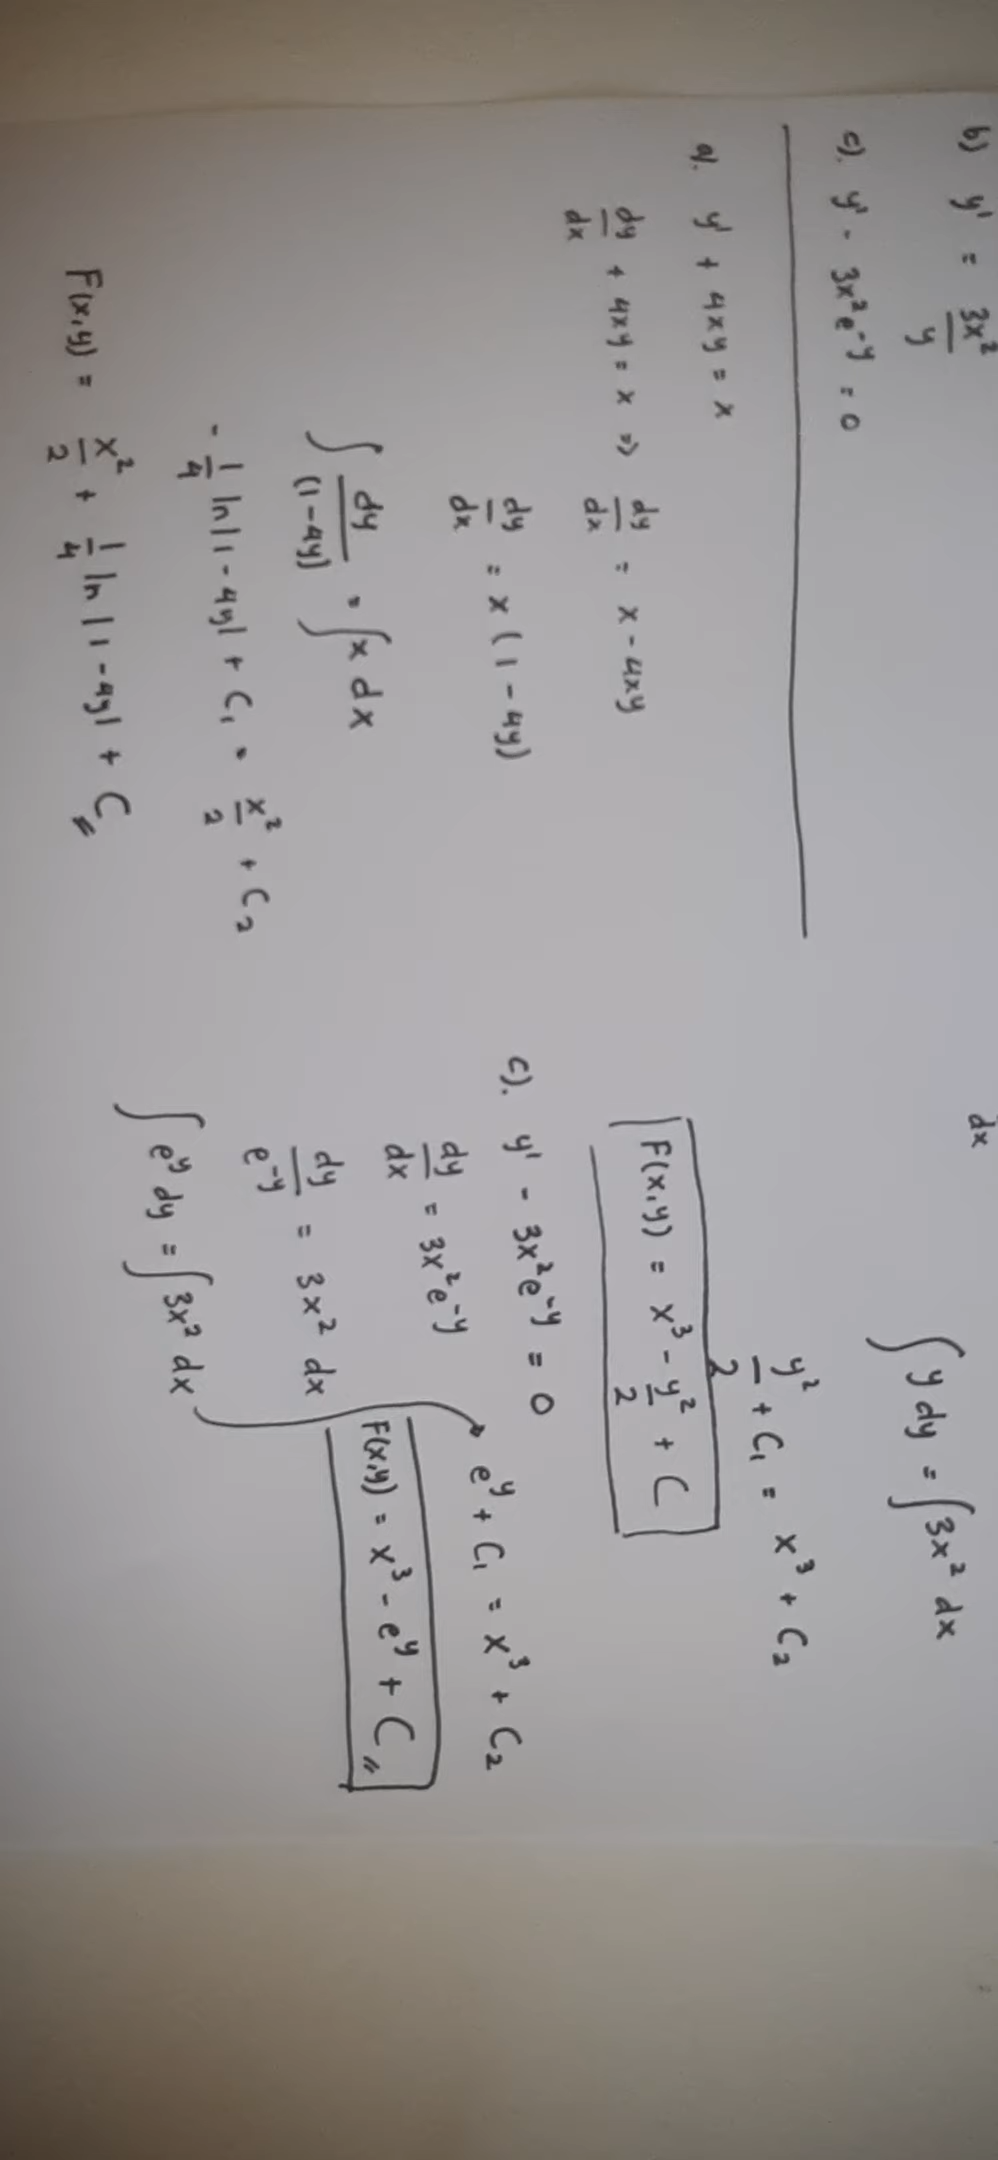 b) y' = 3x²/y
c). y' - 3x²e^-y = 0
a). y' + 4xy = x
dy/dx + 4xy = x => dy/dx = x - 4xy
dy/dx = x(1-4y)
∫ dy/(1-4y) = ∫ x dx
- 1/4 ln|1-4y| + C₁ = x²/2 + C₂
F(x,y) = x²/2 + 1/4 ln|1-4y| + C
dx
∫ y dy = ∫ 3x² dx
y²/2 + C₁ = x³ + C₂
F(x,y) = x³ - y²/2 + C
c). y' - 3x²e^-y = 0
dy/dx = 3x²e^-y
dy/e^-y = 3x² dx
∫ e^y dy = ∫ 3x² dx
e^y + C₁ = x³ + C₂
F(x,y) = x³ - e^y + C